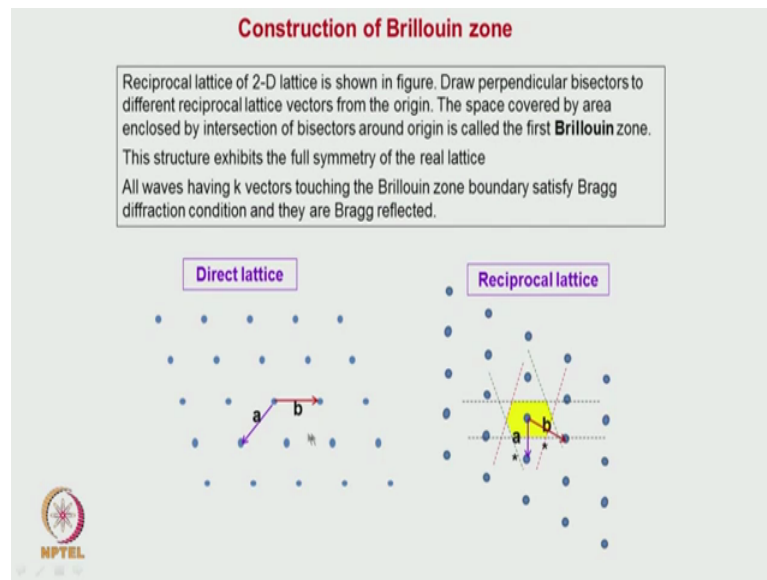 Construction of Brillouin zone
Reciprocal lattice of 2-D lattice is shown in figure. Draw perpendicular bisectors to
different reciprocal lattice vectors from the origin. The space covered by area
enclosed by intersection of bisectors around origin is called the first Brillouin zone.
This structure exhibits the full symmetry of the real lattice
All waves having k vectors touching the Brillouin zone boundary satisfy Bragg
diffraction condition and they are Bragg reflected.
Direct lattice
Reciprocal lattice
a
b
a
*
b
*
NPTEL